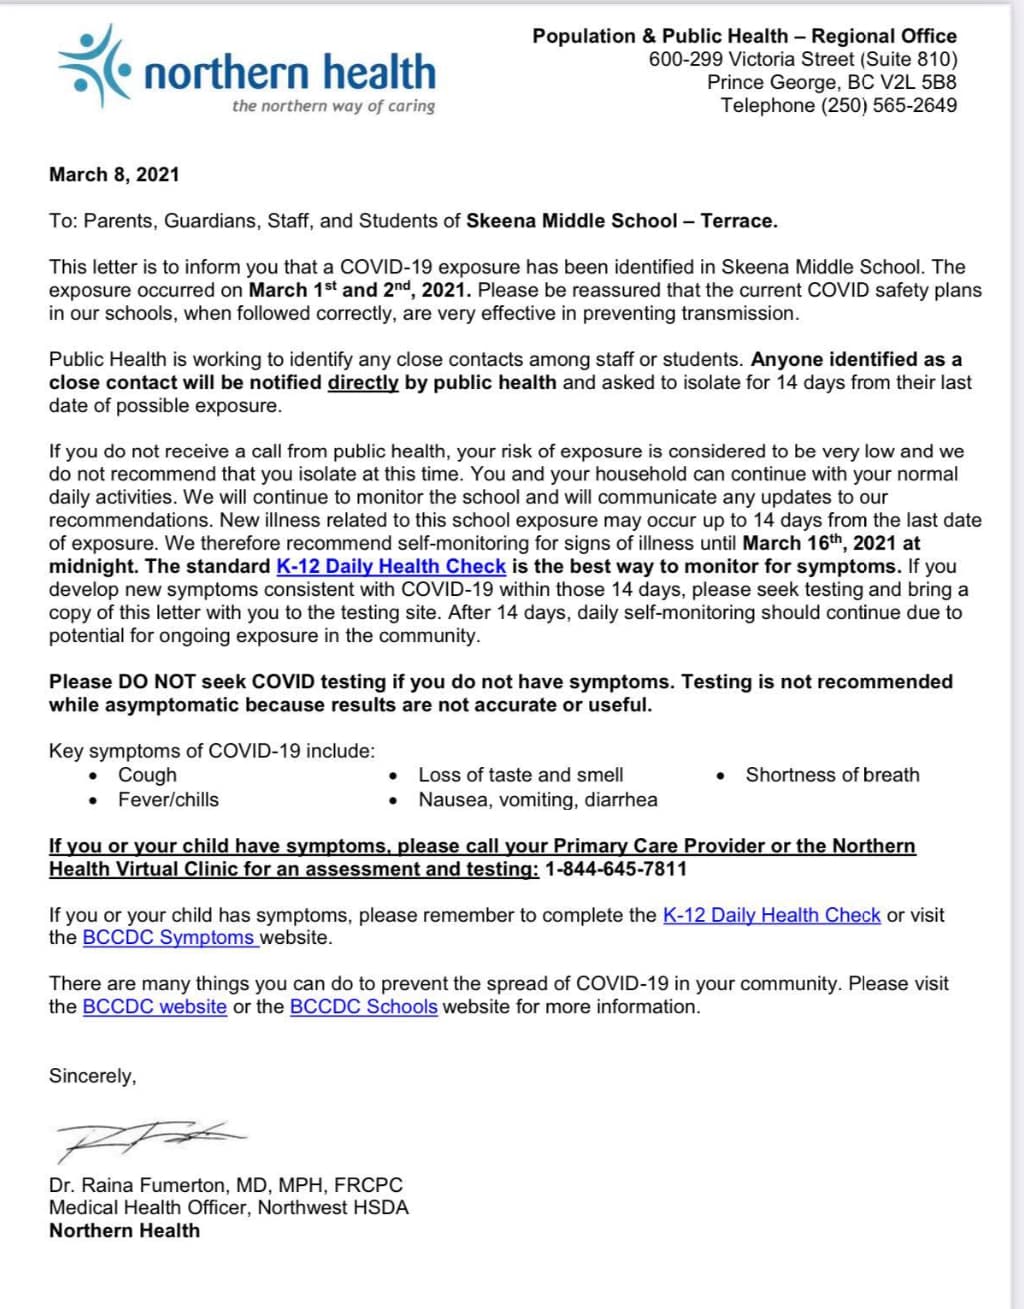 northern health
the northern way of caring
Population & Public Health – Regional Office
600-299 Victoria Street (Suite 810)
Prince George, BC V2L 5B8
Telephone (250) 565-2649
March 8, 2021
To: Parents, Guardians, Staff, and Students of Skeena Middle School – Terrace.
This letter is to inform you that a COVID-19 exposure has been identified in Skeena Middle School. The
exposure occurred on March 1st and 2nd, 2021. Please be reassured that the current COVID safety plans
in our schools, when followed correctly, are very effective in preventing transmission.
Public Health is working to identify any close contacts among staff or students. Anyone identified as a
close contact will be notified directly by public health and asked to isolate for 14 days from their last
date of possible exposure.
If you do not receive a call from public health, your risk of exposure is considered to be very low and we
do not recommend that you isolate at this time. You and your household can continue with your normal
daily activities. We will continue to monitor the school and will communicate any updates to our
recommendations. New illness related to this school exposure may occur up to 14 days from the last date
of exposure. We therefore recommend self-monitoring for signs of illness until March 16th, 2021 at
midnight. The standard K-12 Daily Health Check is the best way to monitor for symptoms. If you
develop new symptoms consistent with COVID-19 within those 14 days, please seek testing and bring a
copy of this letter with you to the testing site. After 14 days, daily self-monitoring should continue due to
potential for ongoing exposure in the community.
Please DO NOT seek COVID testing if you do not have symptoms. Testing is not recommended
while asymptomatic because results are not accurate or useful.
Key symptoms of COVID-19 include:
• Cough • Loss of taste and smell • Shortness of breath
• Fever/chills • Nausea, vomiting, diarrhea
If you or your child have symptoms, please call your Primary Care Provider or the Northern
Health Virtual Clinic for an assessment and testing: 1-844-645-7811
If you or your child has symptoms, please remember to complete the K-12 Daily Health Check or visit
the BCCDC Symptoms website.
There are many things you can do to prevent the spread of COVID-19 in your community. Please visit
the BCCDC website or the BCCDC Schools website for more information.
Sincerely,
Dr. Raina Fumerton, MD, MPH, FRCPC
Medical Health Officer, Northwest HSDA
Northern Health